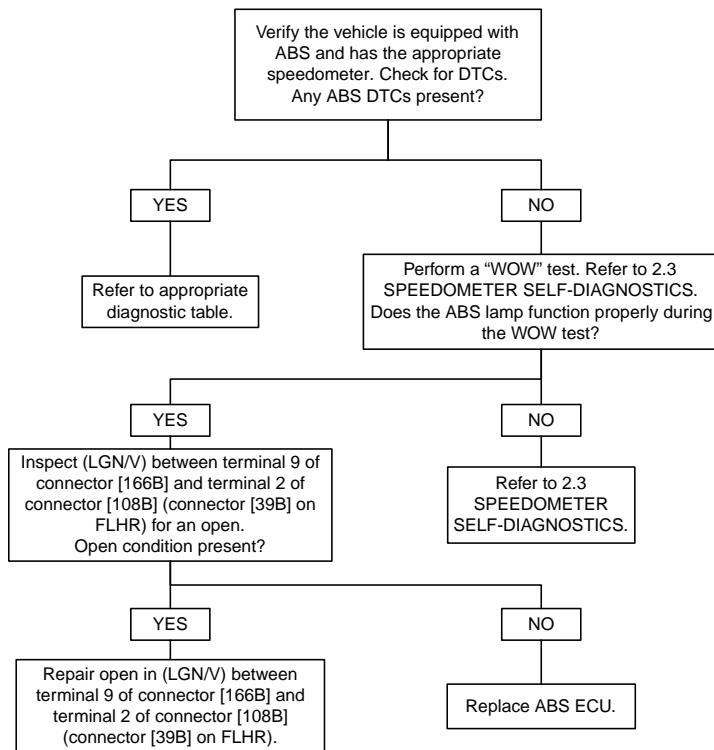 Verify the vehicle is equipped with
ABS and has the appropriate
speedometer. Check for DTCs.
Any ABS DTCs present?
YES
NO
Refer to appropriate
diagnostic table.
Perform a “WOW” test. Refer to 2.3
SPEEDOMETER SELF-DIAGNOSTICS.
Does the ABS lamp function properly during
the WOW test?
YES
NO
Inspect (LGN/V) between terminal 9 of
connector [166B] and terminal 2 of
connector [108B] (connector [39B] on
FLHR) for an open.
Open condition present?
Refer to 2.3
SPEEDOMETER
SELF-DIAGNOSTICS.
YES
NO
Repair open in (LGN/V) between
terminal 9 of connector [166B] and
terminal 2 of connector [108B]
(connector [39B] on FLHR).
Replace ABS ECU.